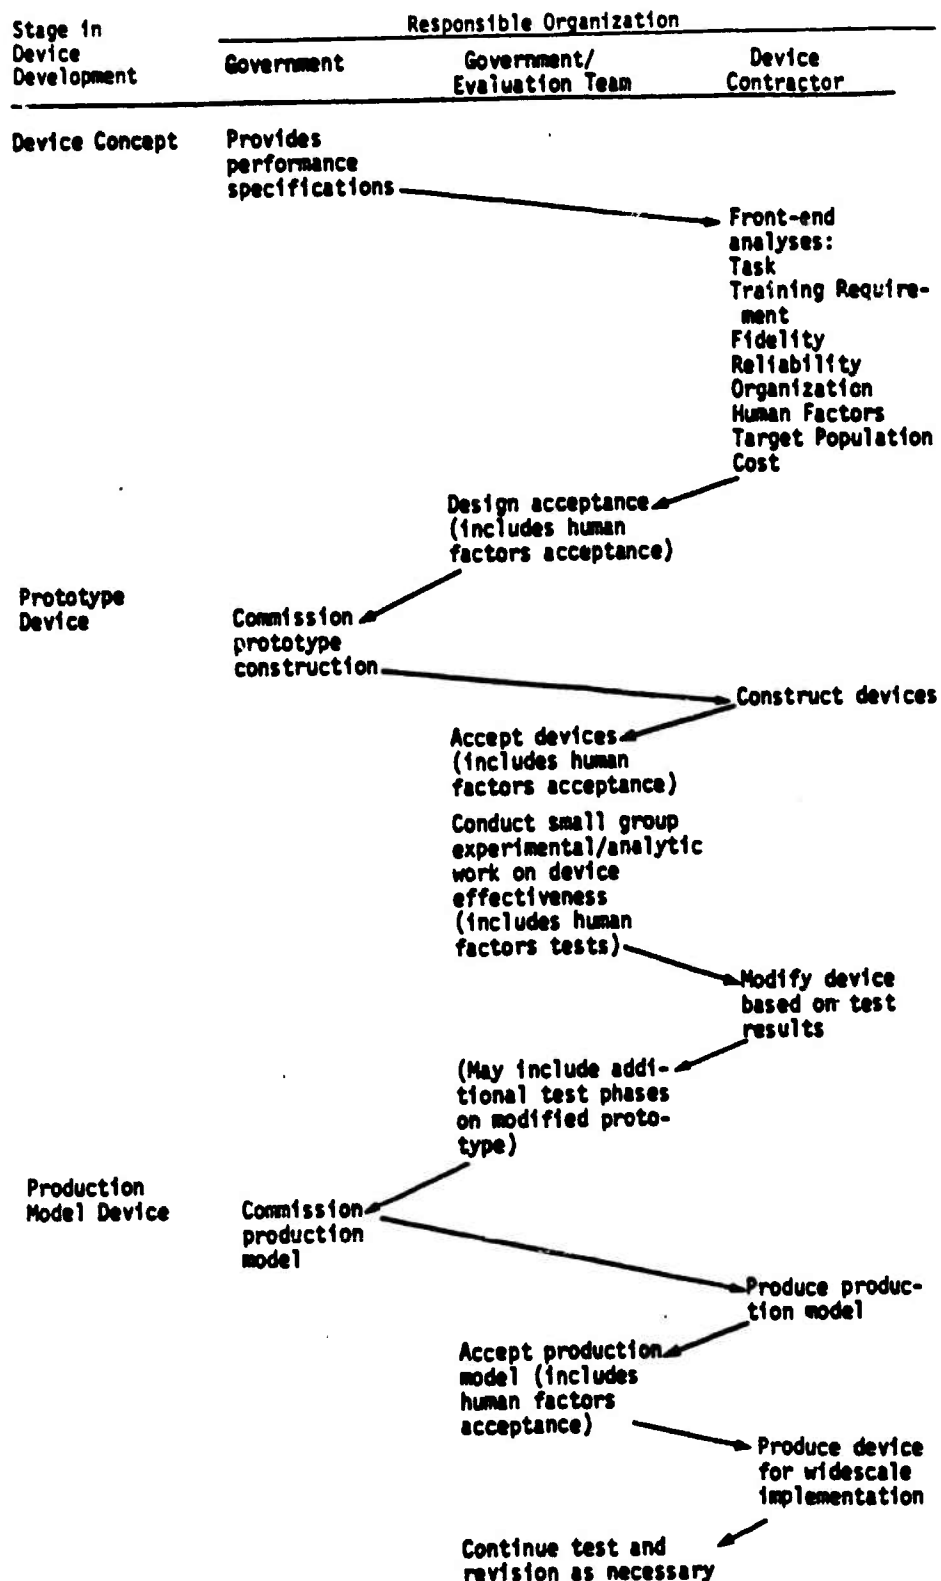 Stage in
Device
Development
Responsible Organization
Government
Government/
Evaluation Team
Device
Contractor
Device Concept
Provides
performance
specifications
Front-end
analyses:
Task
Training Require-
ment
Fidelity
Reliability
Organization
Human Factors
Target Population
Cost
Design acceptance
(includes human
factors acceptance)
Prototype
Device
Commission
prototype
construction
Construct devices
Accept devices
(includes human
factors acceptance)
Conduct small group
experimental/analytic
work on device
effectiveness
(includes human
factors tests)
Modify device
based on test
results
(May include addi-
tional test phases
on modified proto-
type)
Production
Model Device
Commission
production
model
Produce produc-
tion model
Accept production
model (includes
human factors
acceptance)
Produce device
for widescale
implementation
Continue test and
revision as necessary